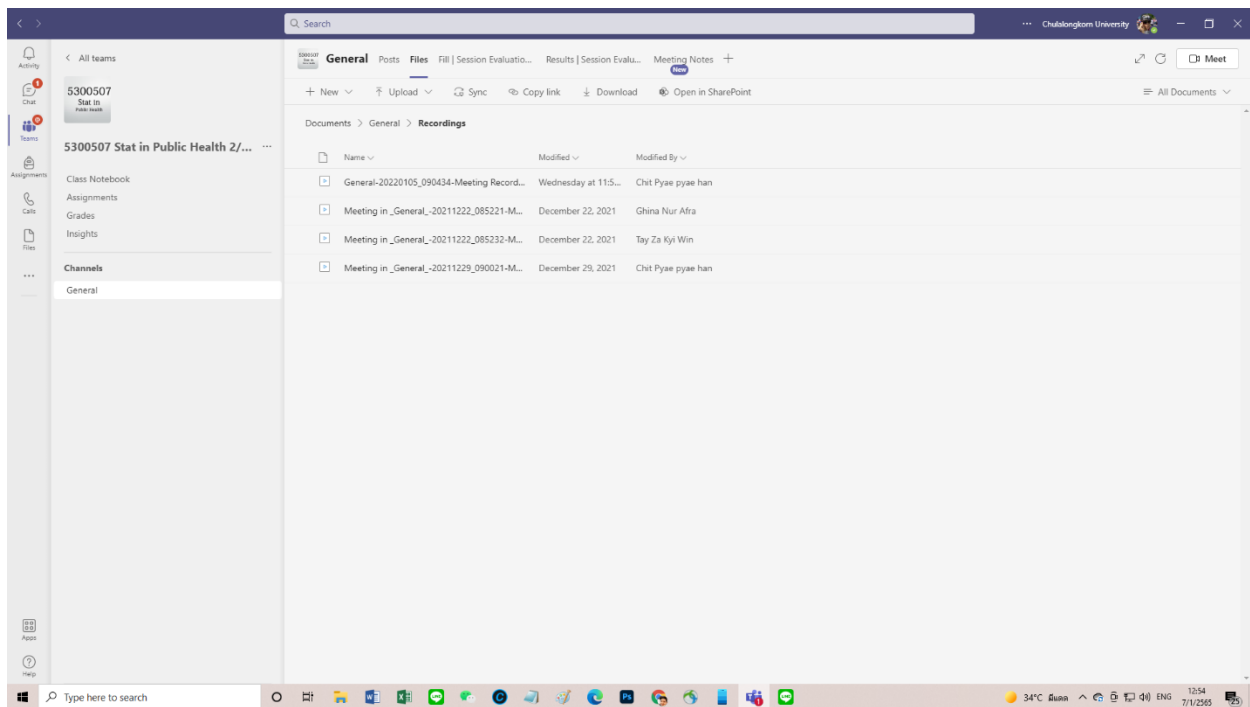 Search
Chulalongkorn University
Activity
Chat
Teams
Assignments
Calls
Files
Apps
Help
All teams
5300507
Stat in
Public Health
5300507 Stat in Public Health 2/... ...
Class Notebook
Assignments
Grades
Insights
Channels
General
General Posts Files Fill | Session Evaluatio... Results | Session Evalu... Meeting Notes
New
Meet
New Upload Sync Copy link Download Open in SharePoint All Documents
Documents > General > Recordings
Name Modified Modified By
General-20220105_090434-Meeting Record... Wednesday at 11:5... Chit Pyae pyae han
Meeting in _General_-20211222_085221-M... December 22, 2021 Ghina Nur Afra
Meeting in _General_-20211222_085232-M... December 22, 2021 Tay Za Kyi Win
Meeting in _General_-20211229_090021-M... December 29, 2021 Chit Pyae pyae han
Type here to search
34°C มีแดด ENG 12:54
7/1/2565